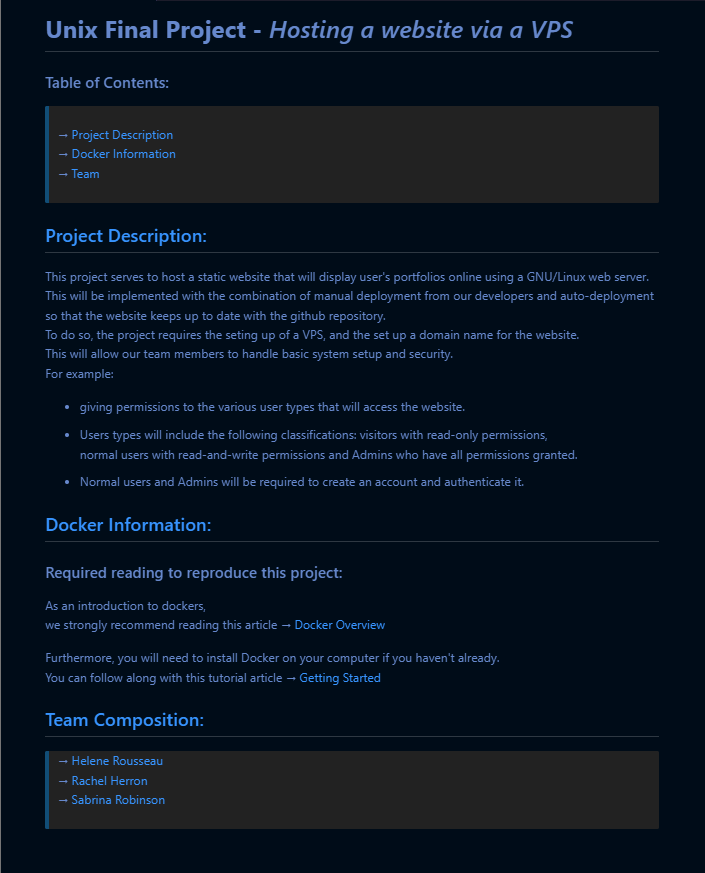 Unix Final Project - Hosting a website via a VPS
Table of Contents:
→ Project Description
→ Docker Information
→ Team
Project Description:
This project serves to host a static website that will display user's portfolios online using a GNU/Linux web server.
This will be implemented with the combination of manual deployment from our developers and auto-deployment
so that the website keeps up to date with the github repository.
To do so, the project requires the seting up of a VPS, and the set up a domain name for the website.
This will allow our team members to handle basic system setup and security.
For example:
• giving permissions to the various user types that will access the website.
• Users types will include the following classifications: visitors with read-only permissions,
normal users with read-and-write permissions and Admins who have all permissions granted.
• Normal users and Admins will be required to create an account and authenticate it.
Docker Information:
Required reading to reproduce this project:
As an introduction to dockers,
we strongly recommend reading this article → Docker Overview
Furthermore, you will need to install Docker on your computer if you haven't already.
You can follow along with this tutorial article → Getting Started
Team Composition:
→ Helene Rousseau
→ Rachel Herron
→ Sabrina Robinson